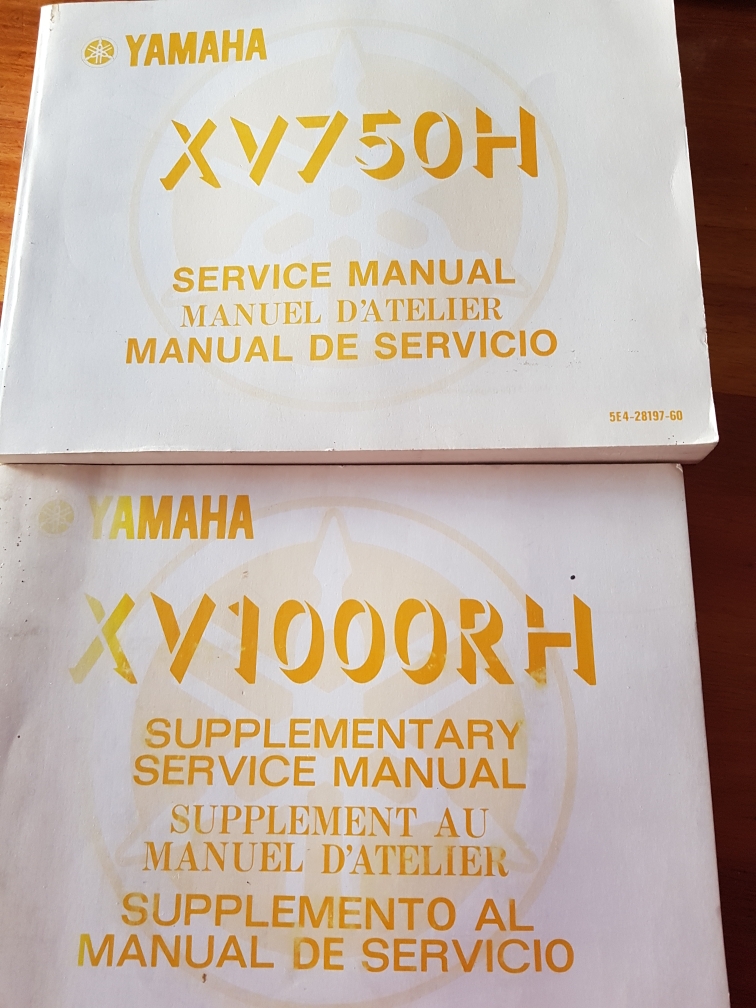 YAMAHA
XV750H
SERVICE MANUAL
MANUEL D'ATELIER
MANUAL DE SERVICIO
5E4-28197-60
YAMAHA
XV1000RH
SUPPLEMENTARY
SERVICE MANUAL
SUPPLEMENT AU
MANUEL D'ATELIER
SUPPLEMENTO AL
MANUAL DE SERVICIO